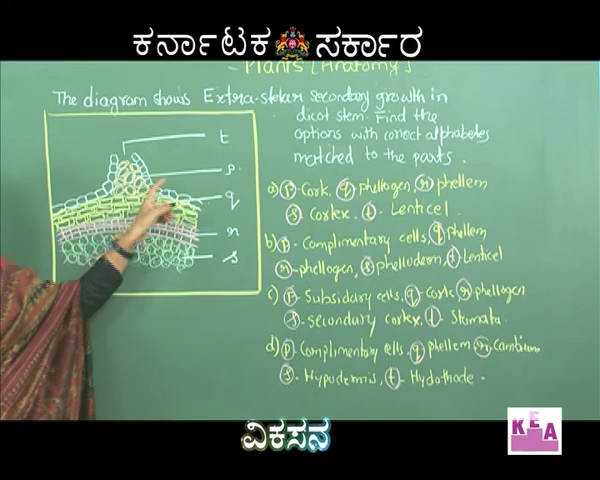 ಕರ್ನಾಟಕ ಸರ್ಕಾರ
- Plants [Anatomy]
The diagram shows Extra-stelar secondary growth in
dicot stem. Find the
options with correct alphabetes
matched to the parts.
t
p
q
r
s
a) p- Cork, q phellogen, r phellem
s Cortex, t- Lenticel
b) p- Complimentary cells, q phellem
r- phellogen, s phelloderm, t Lenticel
c) p- Subsidary cells, q- Cork, r phellogen
s- secondary cortex, t- Stomata
d) p Complimentary cells, q phellem r- Cambium
s- Hypodermis, t- Hydathode -
ವಿಕಸನ
KEA